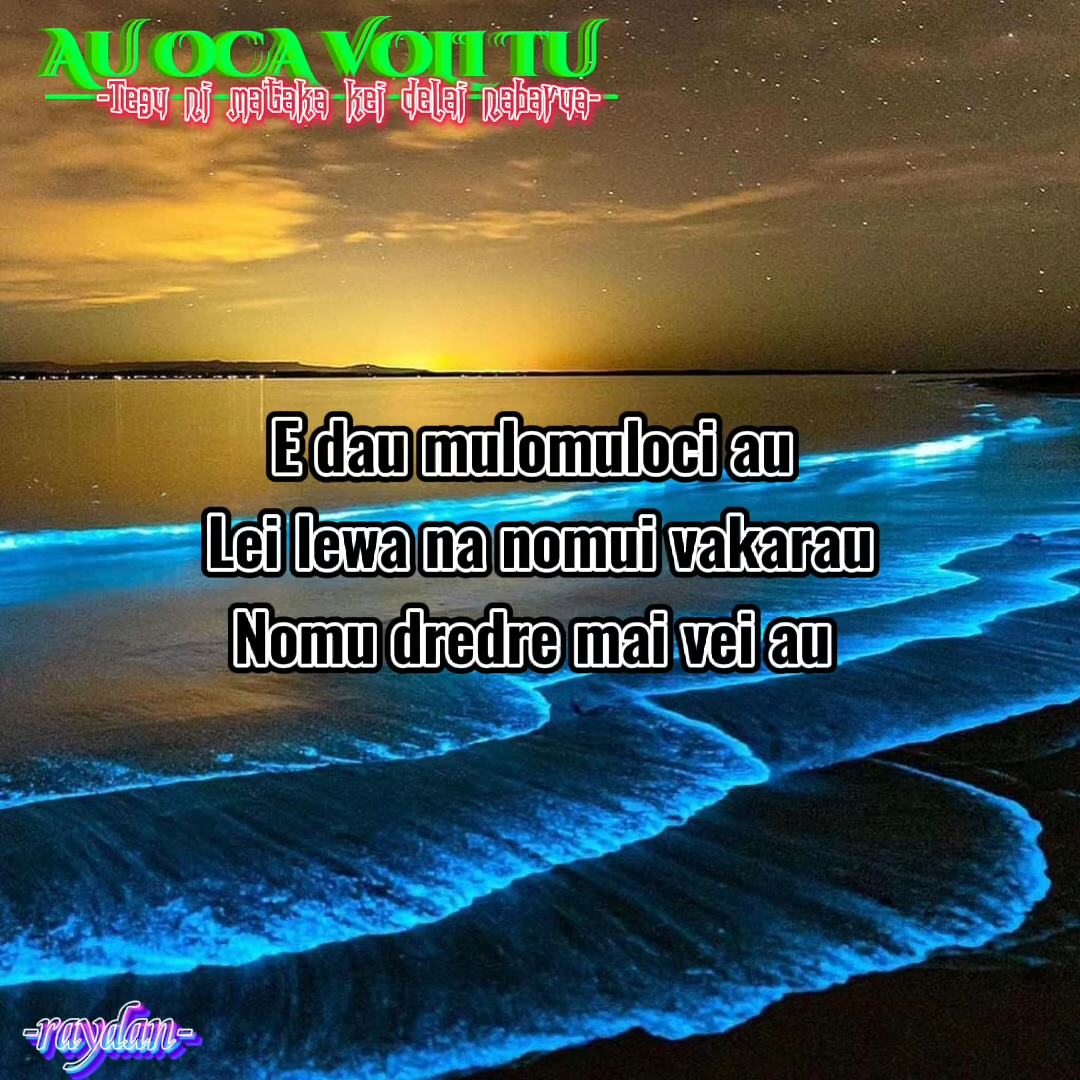 AU OCA VOLI TU
-Tegu ni mataka kei delai nabarua-
E dau mulomuloci au
Lei lewa na nomui vakarau
Nomu dredre mai vei au
-raydan-